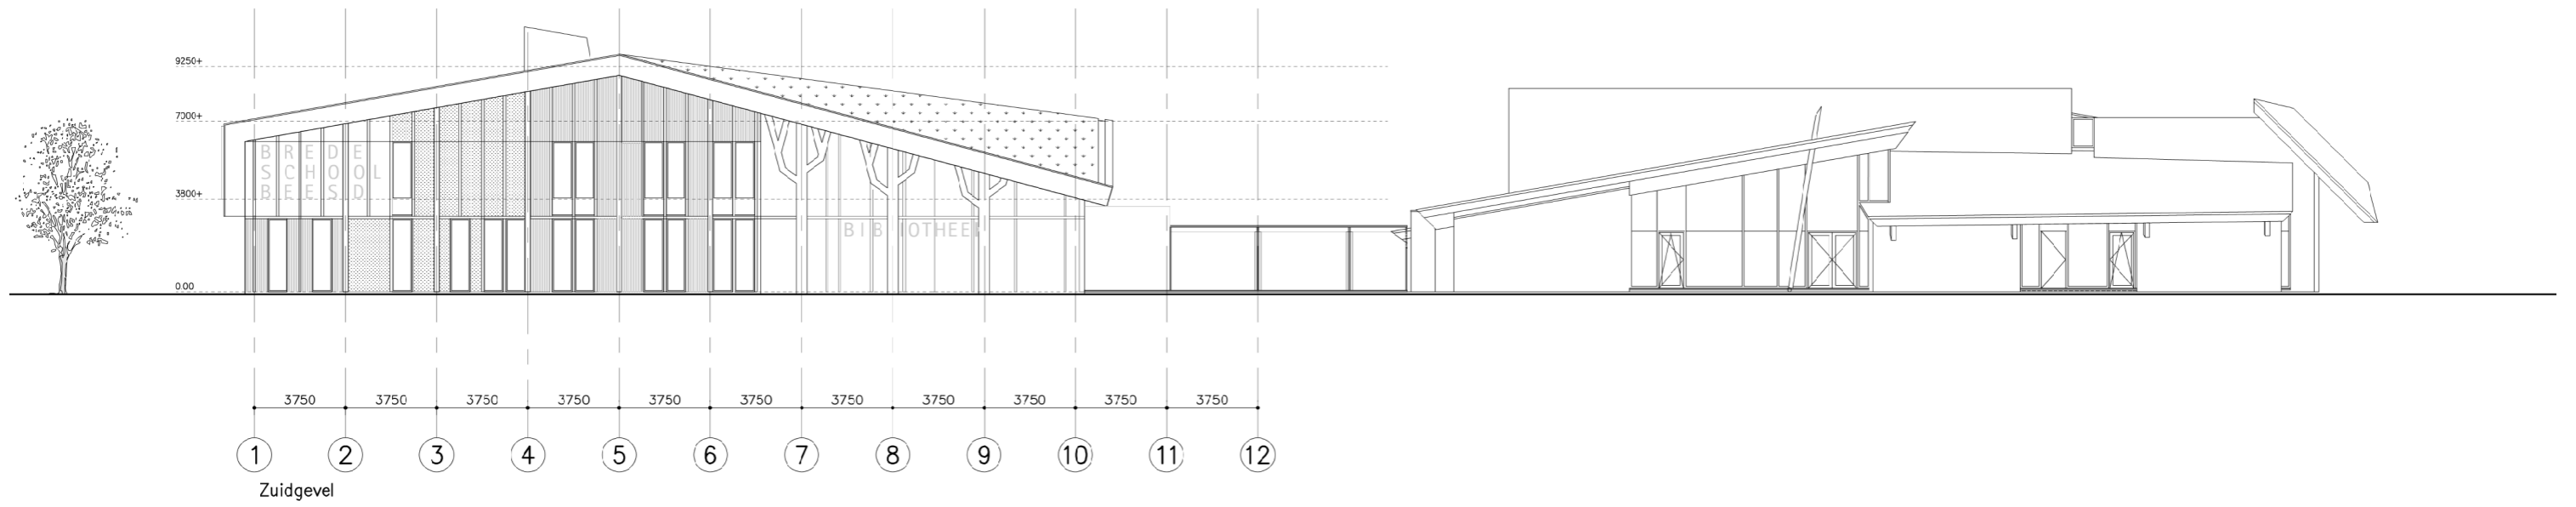 9250+
7000+
3800+
0.00
BREDE
SCHOOL
BEESD
BIBLIOTHEEK
3750 3750 3750 3750 3750 3750 3750 3750 3750 3750 3750
1 2 3 4 5 6 7 8 9 10 11 12
Zuidgevel